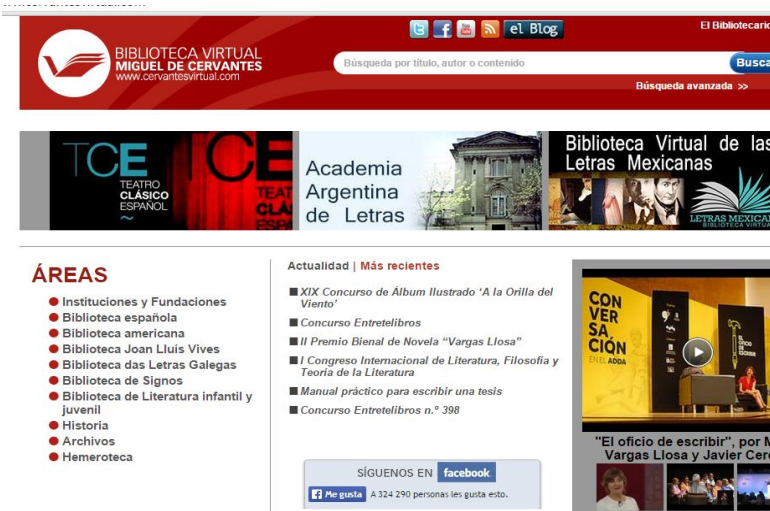 el Blog
El Bibliotecario
BIBLIOTECA VIRTUAL
MIGUEL DE CERVANTES
www.cervantesvirtual.com
Búsqueda por título, autor o contenido
Busca
Búsqueda avanzada >>
TCE
TEATRO
CLÁSICO
ESPAÑOL
Academia
Argentina
de Letras
Biblioteca Virtual de las
Letras Mexicanas
LETRAS MEXICAN
BIBLIOTECA VIRTUAL
ÁREAS
Instituciones y Fundaciones
Biblioteca española
Biblioteca americana
Biblioteca Joan Lluís Vives
Biblioteca das Letras Galegas
Biblioteca de Signos
Biblioteca de Literatura infantil y
juvenil
Historia
Archivos
Hemeroteca
Actualidad | Más recientes
XIX Concurso de Álbum Ilustrado ‘A la Orilla del
Viento’
Concurso Entretelibros
II Premio Bienal de Novela “Vargas Llosa”
I Congreso Internacional de Literatura, Filosofía y
Teoría de la Literatura
Manual práctico para escribir una tesis
Concurso Entretelibros n.º 398
SÍGUENOS EN facebook
Me gusta A 324 290 personas les gusta esto.
CON
VER
SA
CIÓN
EN EL ADDA
"El oficio de escribir", por M
Vargas Llosa y Javier Cer